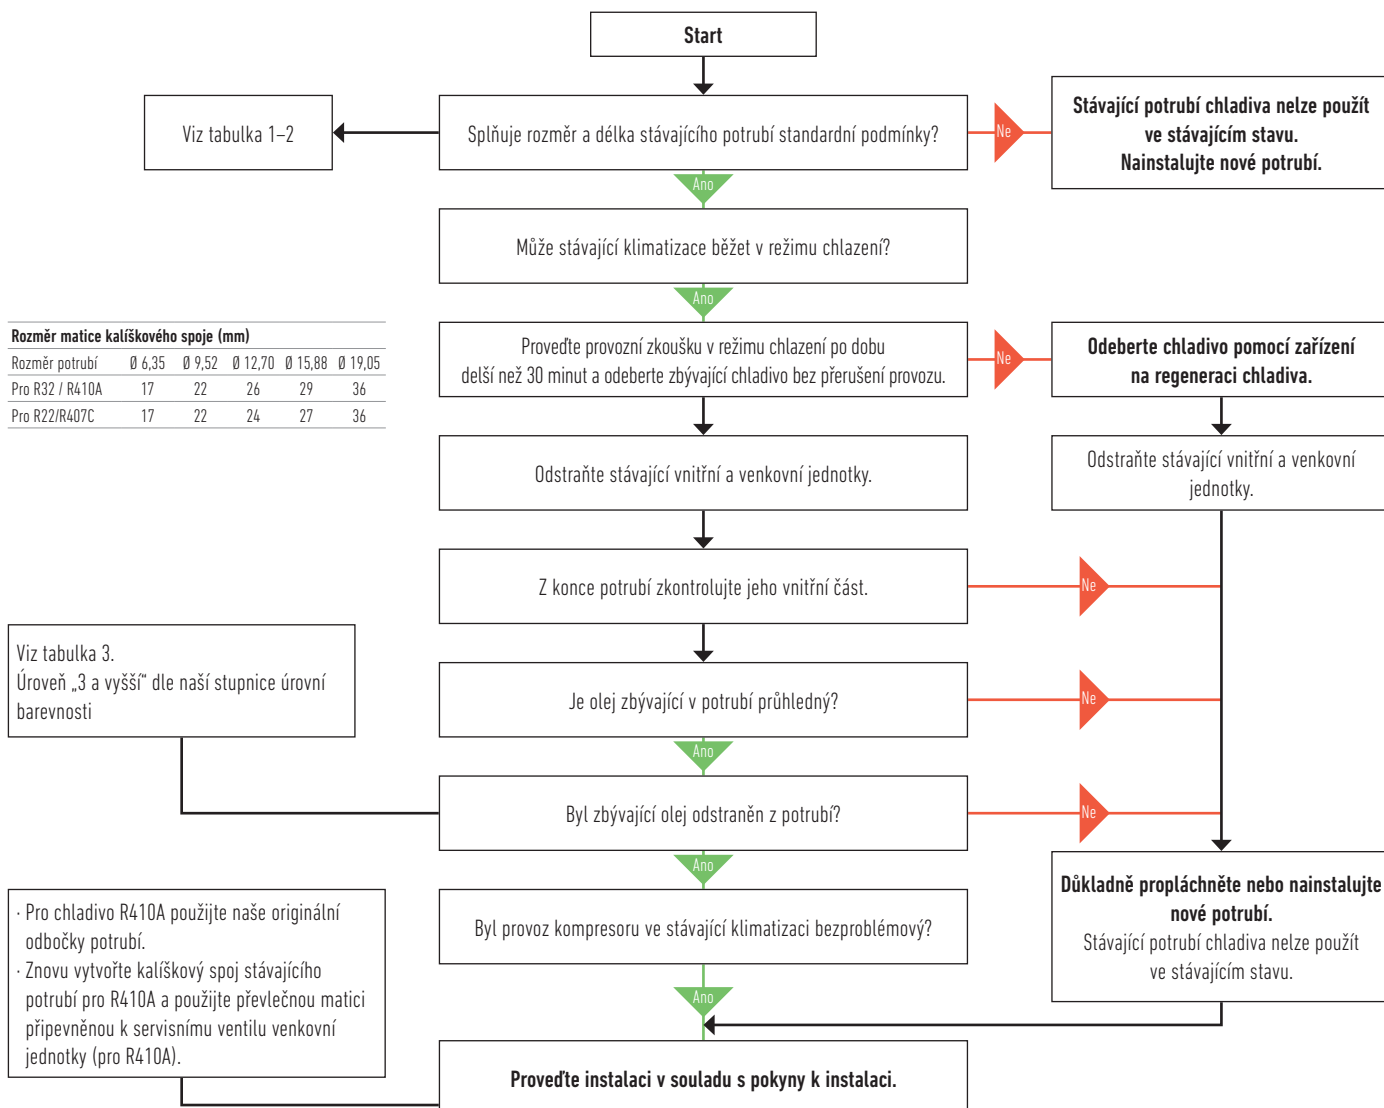 Start
Viz tabulka 1–2
Splňuje rozměr a délka stávajícího potrubí standardní podmínky?
Ne
Stávající potrubí chladiva nelze použít
ve stávajícím stavu.
Nainstalujte nové potrubí.
Ano
Může stávající klimatizace běžet v režimu chlazení?
Ano
Rozměr matice kalíškového spoje (mm)
Rozměr potrubí Ø 6,35 Ø 9,52 Ø 12,70 Ø 15,88 Ø 19,05
Pro R32 / R410A 17 22 26 29 36
Pro R22/R407C 17 22 24 27 36
Proveďte provozní zkoušku v režimu chlazení po dobu
delší než 30 minut a odeberte zbývající chladivo bez přerušení provozu.
Ne
Odeberte chladivo pomocí zařízení
na regeneraci chladiva.
Odstraňte stávající vnitřní a venkovní jednotky.
Odstraňte stávající vnitřní a venkovní
jednotky.
Z konce potrubí zkontrolujte jeho vnitřní část.
Ne
Viz tabulka 3.
Úroveň „3 a vyšší“ dle naší stupnice úrovní
barevnosti
Je olej zbývající v potrubí průhledný?
Ne
Ano
Byl zbývající olej odstraněn z potrubí?
Ne
Ano
Důkladně propláchněte nebo nainstalujte
nové potrubí.
Stávající potrubí chladiva nelze použít
ve stávajícím stavu.
· Pro chladivo R410A použijte naše originální
odbočky potrubí.
· Znovu vytvořte kalíškový spoj stávajícího
potrubí pro R410A a použijte převlečnou matici
připevněnou k servisnímu ventilu venkovní
jednotky (pro R410A).
Byl provoz kompresoru ve stávající klimatizaci bezproblémový?
Ano
Proveďte instalaci v souladu s pokyny k instalaci.